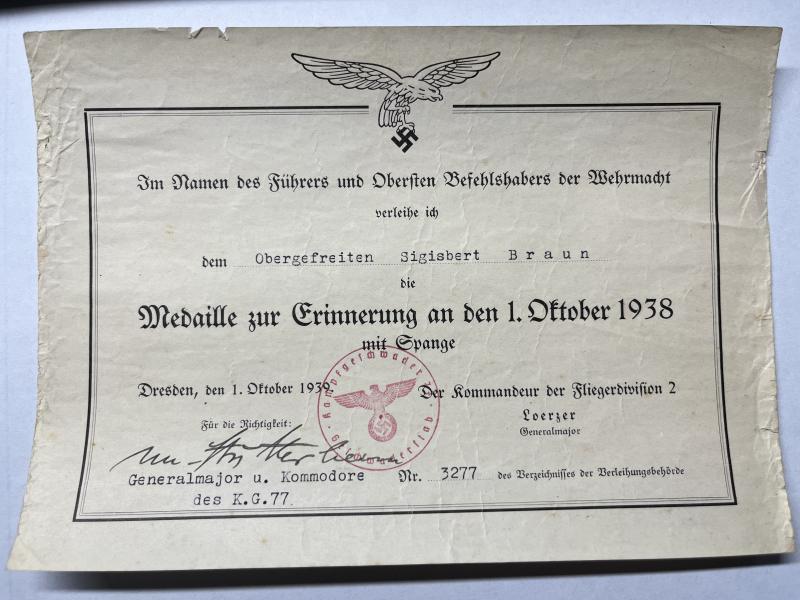 Im Namen des Führers und Obersten Befehlshabers der Wehrmacht
verleihe ich
dem Obergefreiten Sigisbert Braun
die
Medaille zur Erinnerung an den 1. Oktober 1938
mit Spange
Dresden, den 1. Oktober 1939. Der Kommandeur der Fliegerdivision 2
Loerzer
Generalmajor
Für die Richtigkeit:
Generalmajor u. Kommodore
des K.G.77.
Nr. 3277 des Verzeichnisses der Verleihungsbehörde
Kampfgeschwader